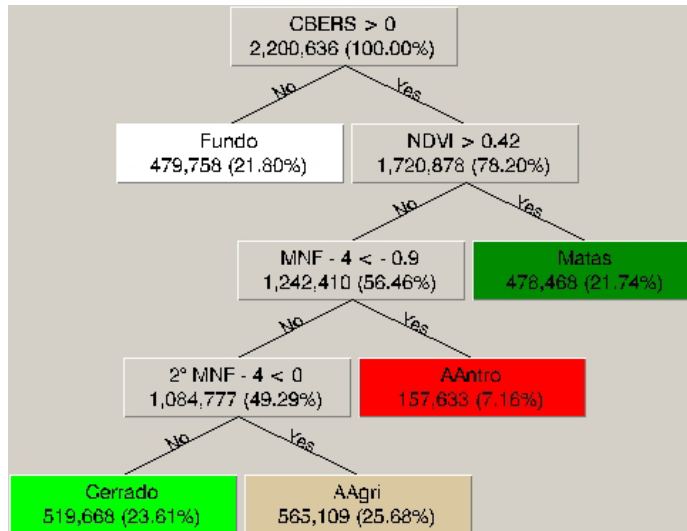 CBERS > 0
2,200,636 (100.00%)
No
Yes
Fundo
479,758 (21.80%)
NDVI > 0.42
1,720,878 (78.20%)
No
Yes
MNF - 4 < - 0.9
1,242,410 (56.46%)
Matas
478,468 (21.74%)
No
Yes
2° MNF - 4 < 0
1,084,777 (49.29%)
AAntro
157,633 (7.16%)
No
Yes
Cerrado
519,668 (23.61%)
AAgri
565,109 (25.68%)